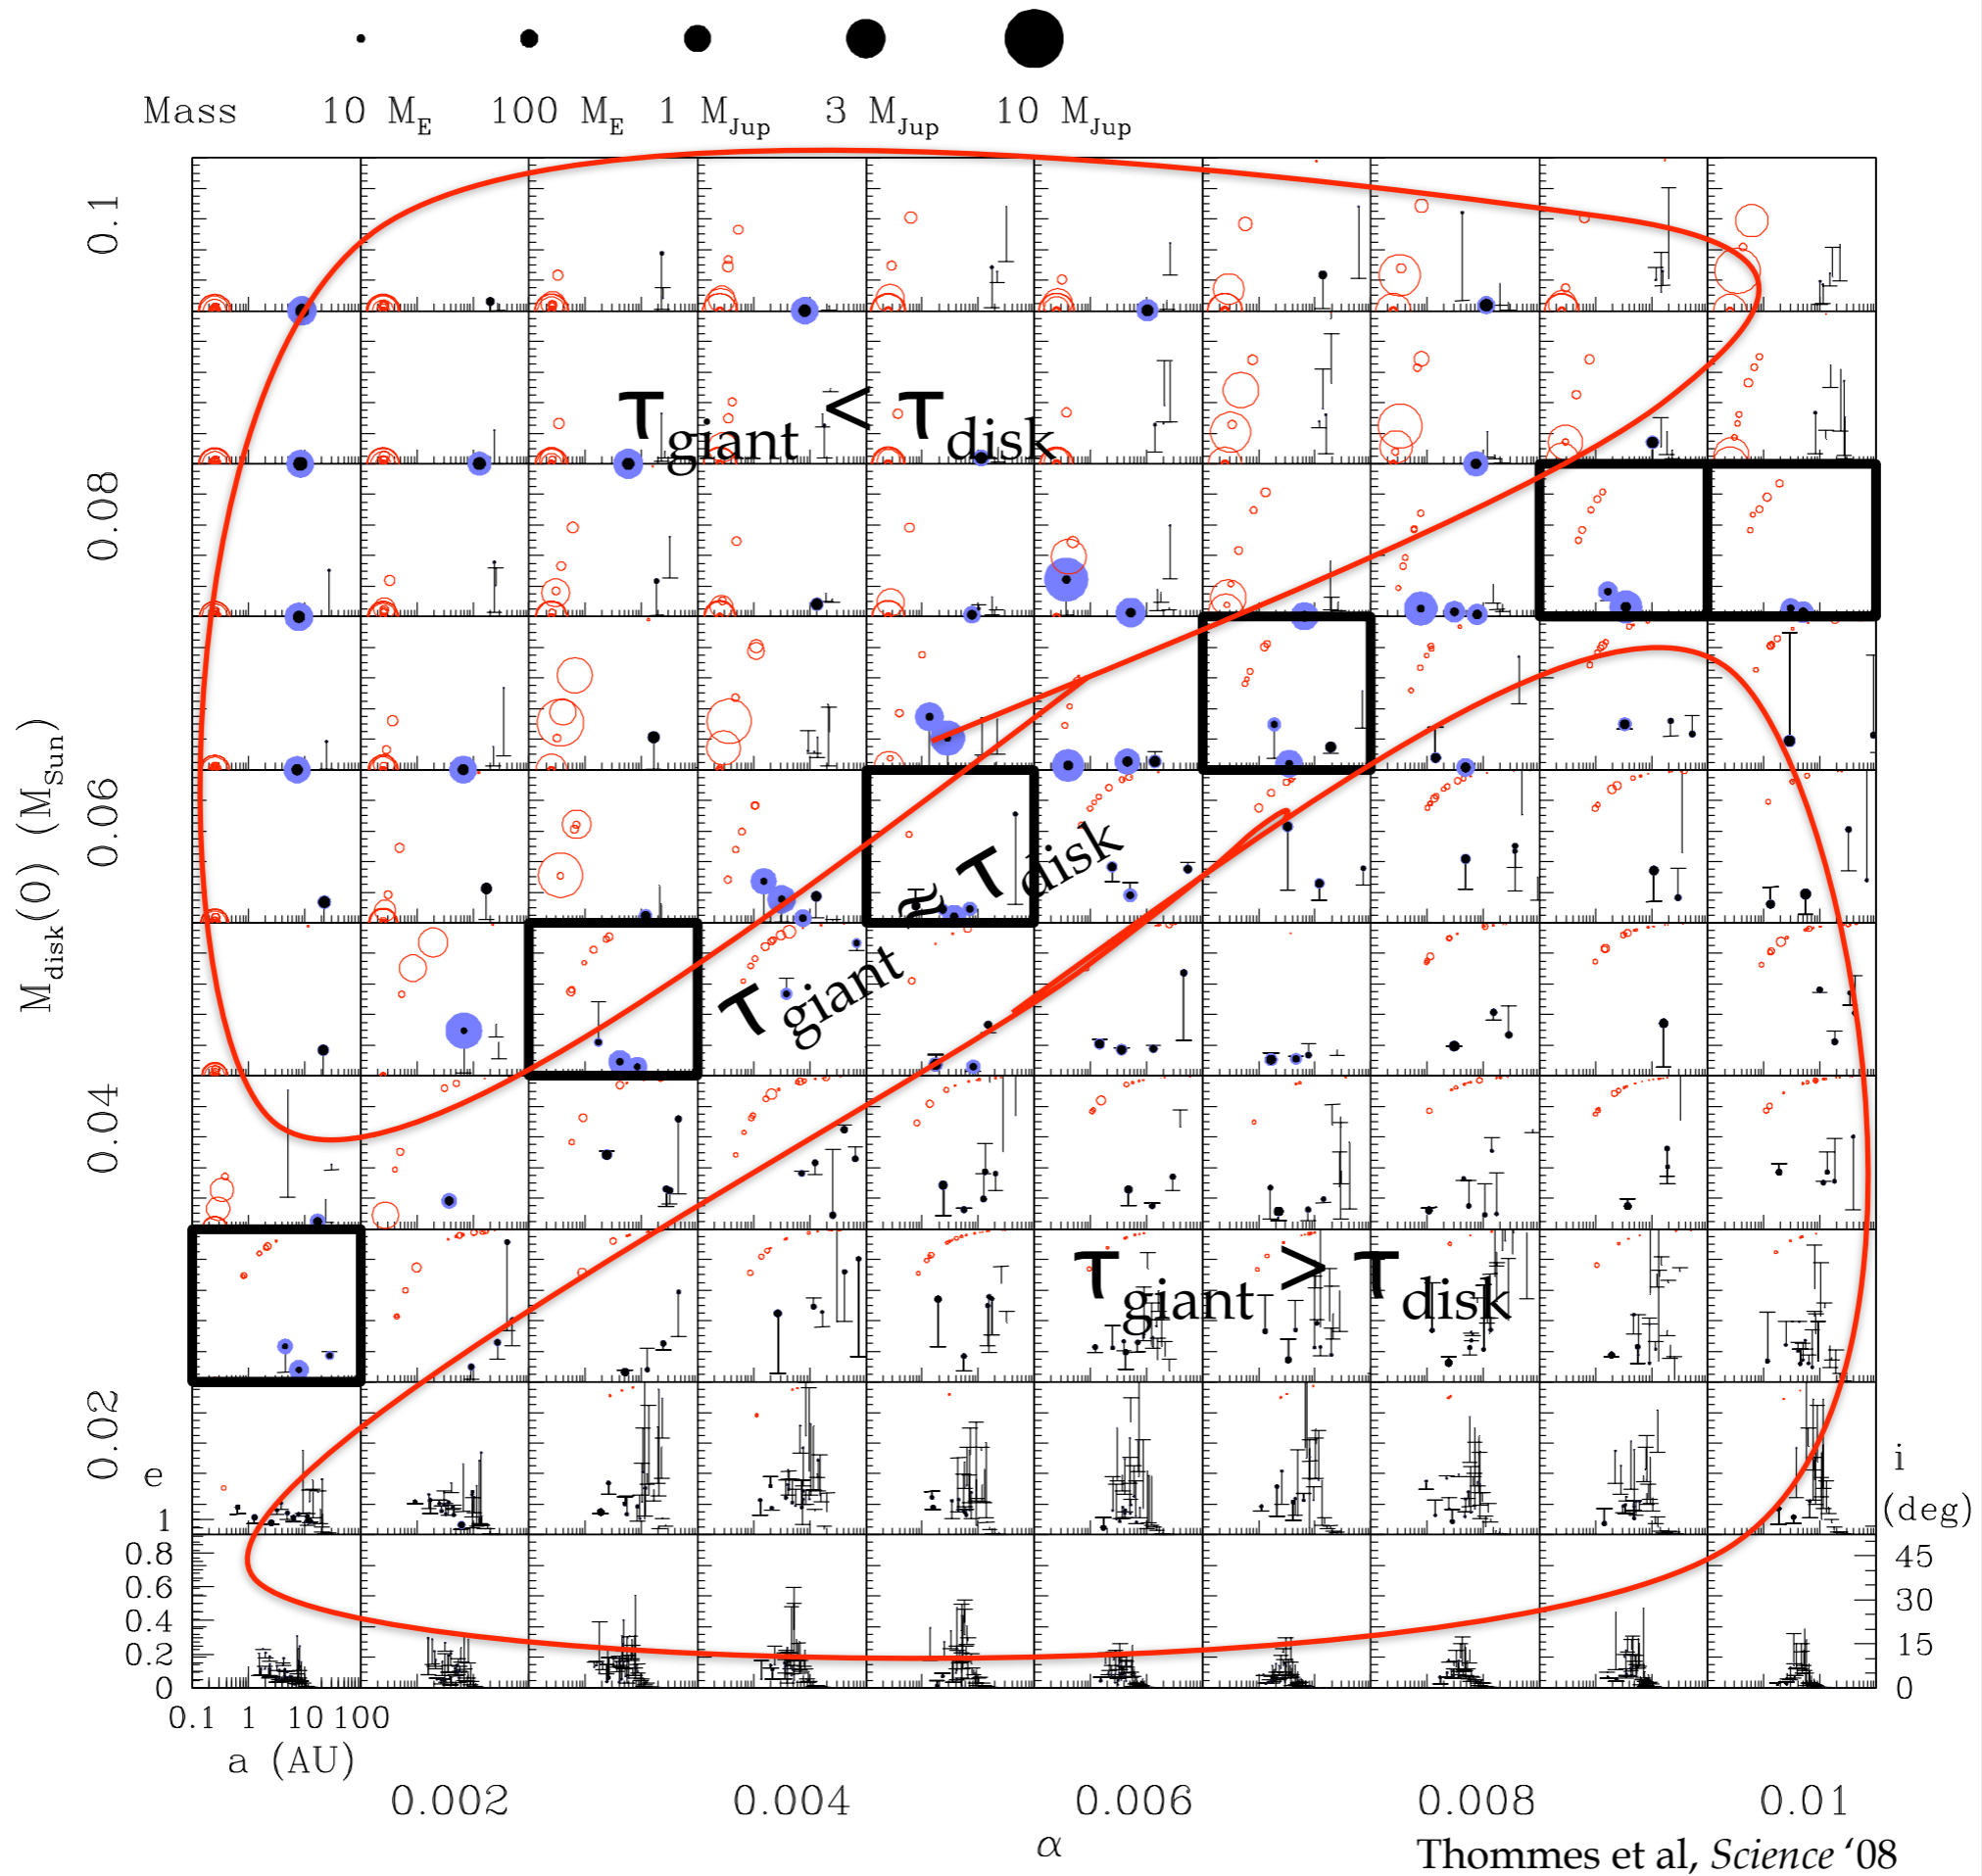 Mass 10 M_E 100 M_E 1 M_Jup 3 M_Jup 10 M_Jup
0.1
τ_giant < τ_disk
0.08
M_disk(0) (M_Sun)
0.06
τ_giant ≈ τ_disk
0.04
τ_giant > τ_disk
0.02
e
i
(deg)
1
0.8
45
0.6
30
0.4
0.2
15
0
0
0.1 1 10 100
a (AU)
0.002 0.004 0.006 0.008 0.01
α
Thommes et al, Science ‘08